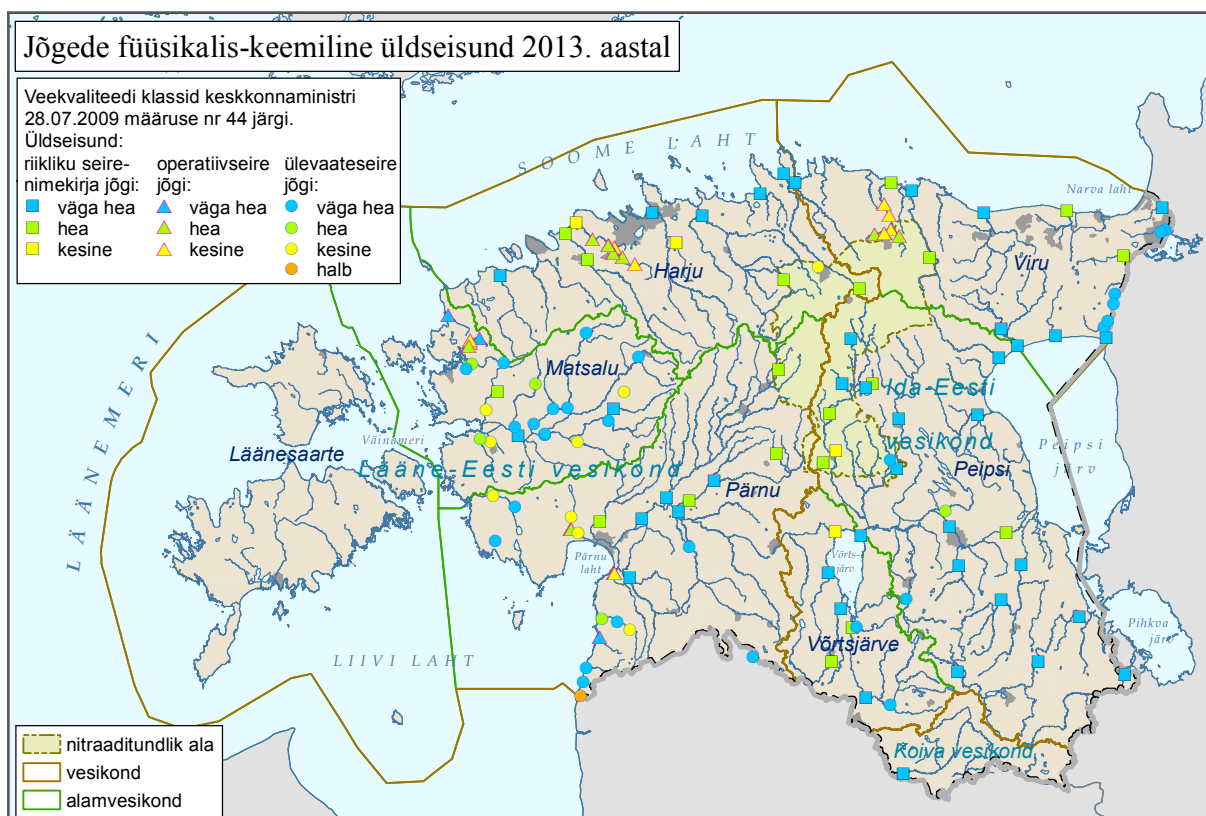 Jõgede füüsikalis-keemiline üldseisund 2013. aastal
Veekvaliteedi klassid keskkonnaministri
28.07.2009 määruse nr 44 järgi.
Üldseisund:
riikliku seire- operatiivseire ülevaateseire
nimekirja jõgi: jõgi: jõgi:
väga hea väga hea väga hea
hea hea hea
kesine kesine kesine
halb
SOOME LAHT
Narva laht
Harju
Viru
LÄÄNEMERI
Matsalu
Ida-Eesti
vesikond
Väinameri
Läänesaarte
Lääne-Eesti vesikond
Peipsi
Peipsi
järv
Pärnu
Pärnu
laht
Võrts-
järv
Pihkva
järv
Võrtsjärve
LIIVI LAHT
Koiva vesikond
nitraaditundlik ala
vesikond
alamvesikond